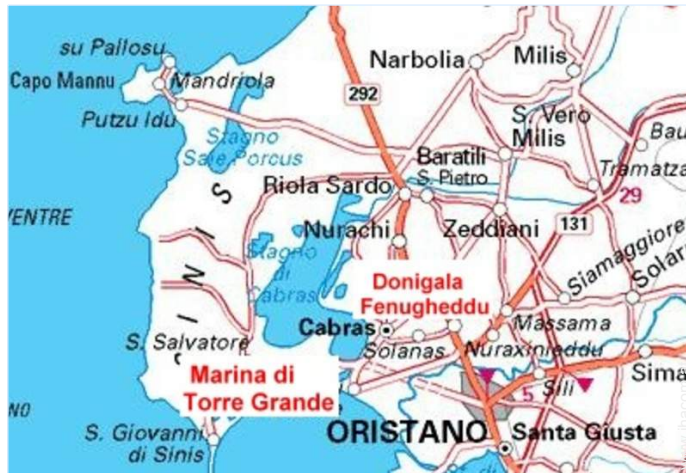 su Pallosu
Capo Mannu
Mandriola
Putzu Idu
Narbolia
Milis
292
S. Vero
Milis
Stagno
Sale Porcus
Bau
Baratili
S. Pietro
Tramatza
Riola Sardo
29
VENTRE
SINIS
Nurachi
Zeddiani
131
Stagno
di
Cabras
Siamaggiore
Solar
Donigala
Fenugheddu
Cabras
Massama
S. Salvatore
Solanas
Nuraxinieddu
Sima
Marina di
Torre Grande
5
Sili
NO
ORISTANO
S. Giovanni
di Sinis
Santa Giusta